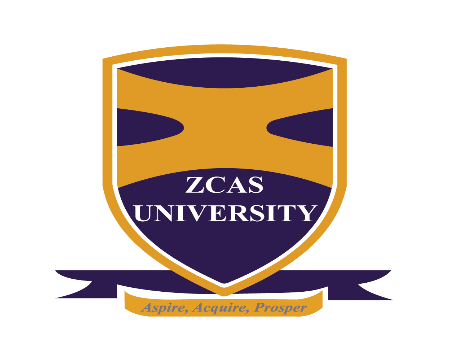 ZCAS
UNIVERSITY
Aspire, Acquire, Prosper